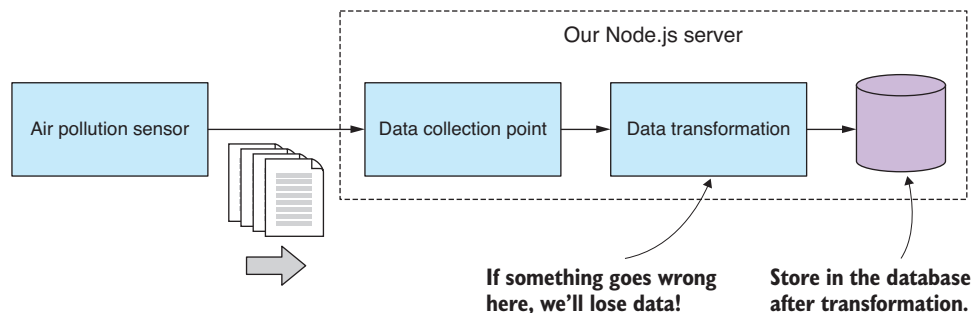 Our Node.js server
Air pollution sensor
Data collection point
Data transformation
If something goes wrong
here, we’ll lose data!
Store in the database
after transformation.